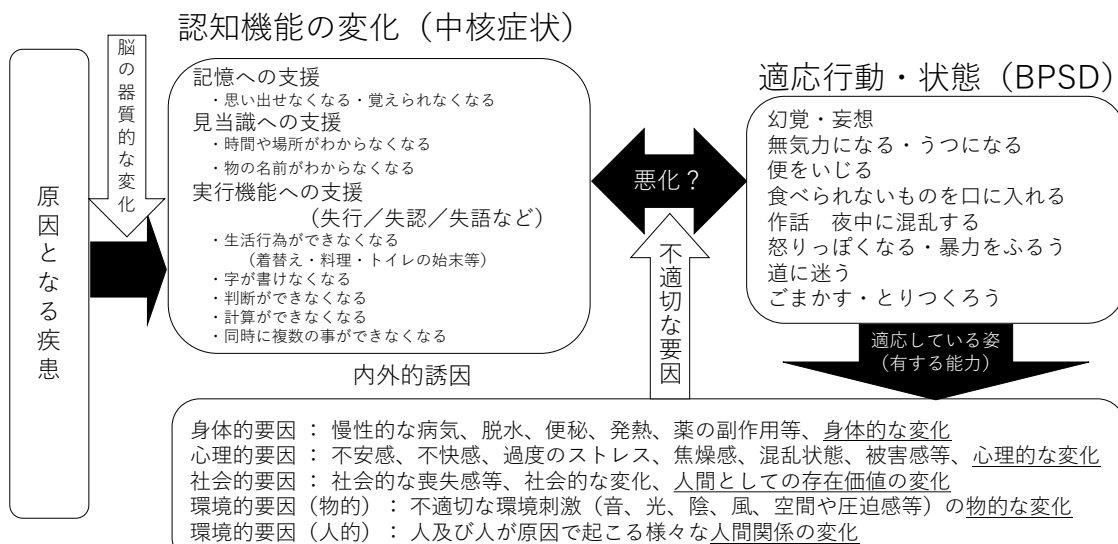 認知機能の変化（中核症状）
脳の器質的な変化
原因となる疾患
記憶への支援
・思い出せなくなる・覚えられなくなる
見当識への支援
・時間や場所がわからなくなる
・物の名前がわからなくなる
実行機能への支援
（失行／失認／失語など）
・生活行為ができなくなる
（着替え・料理・トイレの始末等）
・字が書けなくなる
・判断ができなくなる
・計算ができなくなる
・同時に複数の事ができなくなる
悪化？
不適切な要因
適応行動・状態（BPSD）
幻覚・妄想
無気力になる・うつになる
便をいじる
食べられないものを口に入れる
作話　夜中に混乱する
怒りっぽくなる・暴力をふるう
道に迷う
ごまかす・とりつくろう
適応している姿
（有する能力）
内外的誘因
身体的要因 ： 慢性的な病気、脱水、便秘、発熱、薬の副作用等、身体的な変化
心理的要因 ： 不安感、不快感、過度のストレス、焦燥感、混乱状態、被害感等、心理的な変化
社会的要因 ： 社会的な喪失感等、社会的な変化、人間としての存在価値の変化
環境的要因（物的）： 不適切な環境刺激（音、光、陰、風、空間や圧迫感等）の物的な変化
環境的要因（人的）： 人及び人が原因で起こる様々な人間関係の変化